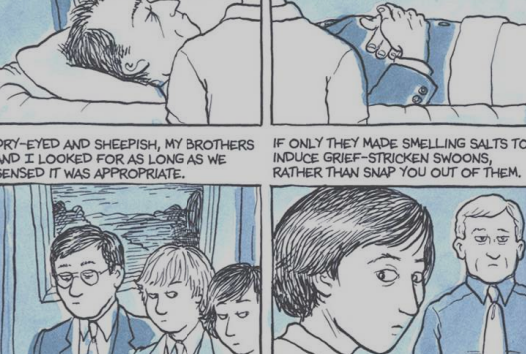 DRY-EYED AND SHEEPISH, MY BROTHERS
AND I LOOKED FOR AS LONG AS WE
SENSED IT WAS APPROPRIATE.
IF ONLY THEY MADE SMELLING SALTS TO
INDUCE GRIEF-STRICKEN SWOONS,
RATHER THAN SNAP YOU OUT OF THEM.